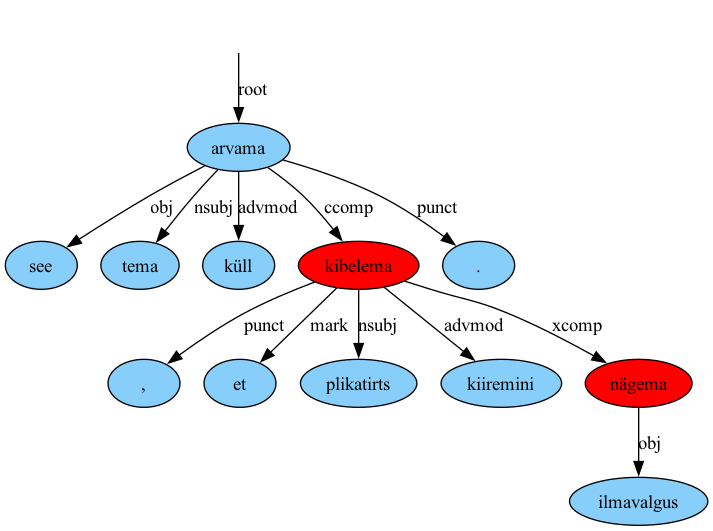 root
arvama
obj nsubj advmod ccomp punct
see tema küll kibelema .
punct mark nsubj advmod xcomp
, et plikatirts kiiremini nägema
obj
ilmavalgus